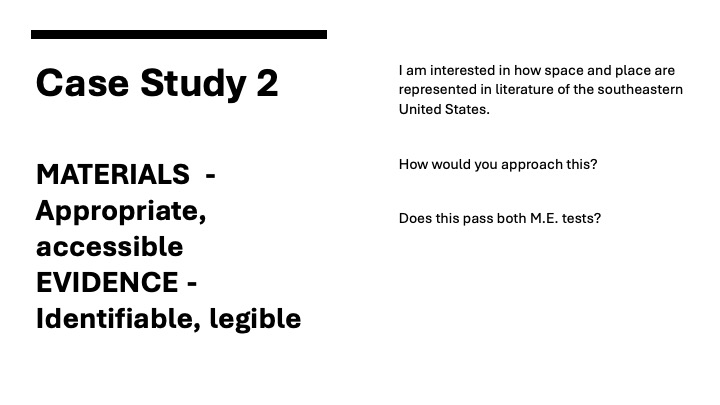 Case Study 2
MATERIALS  -
Appropriate,
accessible
EVIDENCE -
Identifiable, legible
I am interested in how space and place are
represented in literature of the southeastern
United States.
How would you approach this?
Does this pass both M.E. tests?